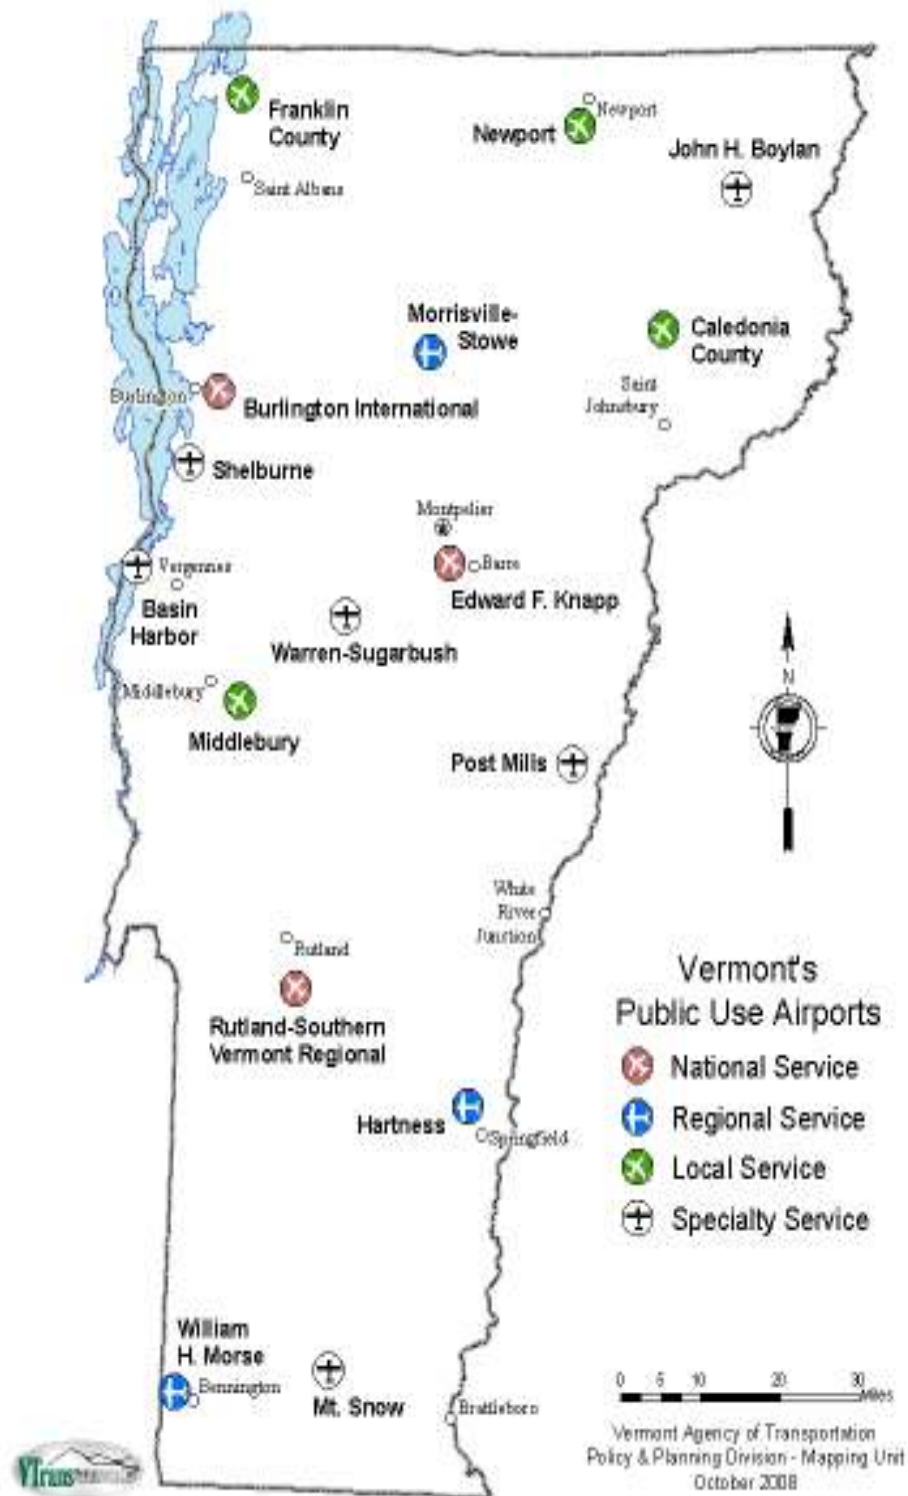 Franklin
County
Saint Albans
Newport
Newport
John H. Boylan
Morrisville-
Stowe
Caledonia
County
Saint
Johnsbury
Burlington
Burlington International
Shelburne
Montpelier
Barre
Edward F. Knapp
Vergennes
Basin
Harbor
Warren-Sugarbush
Middlebury
Middlebury
Post Mills
N
White
River
Junction
Rutland
Rutland-Southern
Vermont Regional
Hartness
Springfield
Vermont's
Public Use Airports
National Service
Regional Service
Local Service
Specialty Service
William
H. Morse
Bennington
Mt. Snow
Brattleboro
0 5 10 20 30
Miles
Vermont Agency of Transportation
Policy & Planning Division - Mapping Unit
October 2008
VTrans